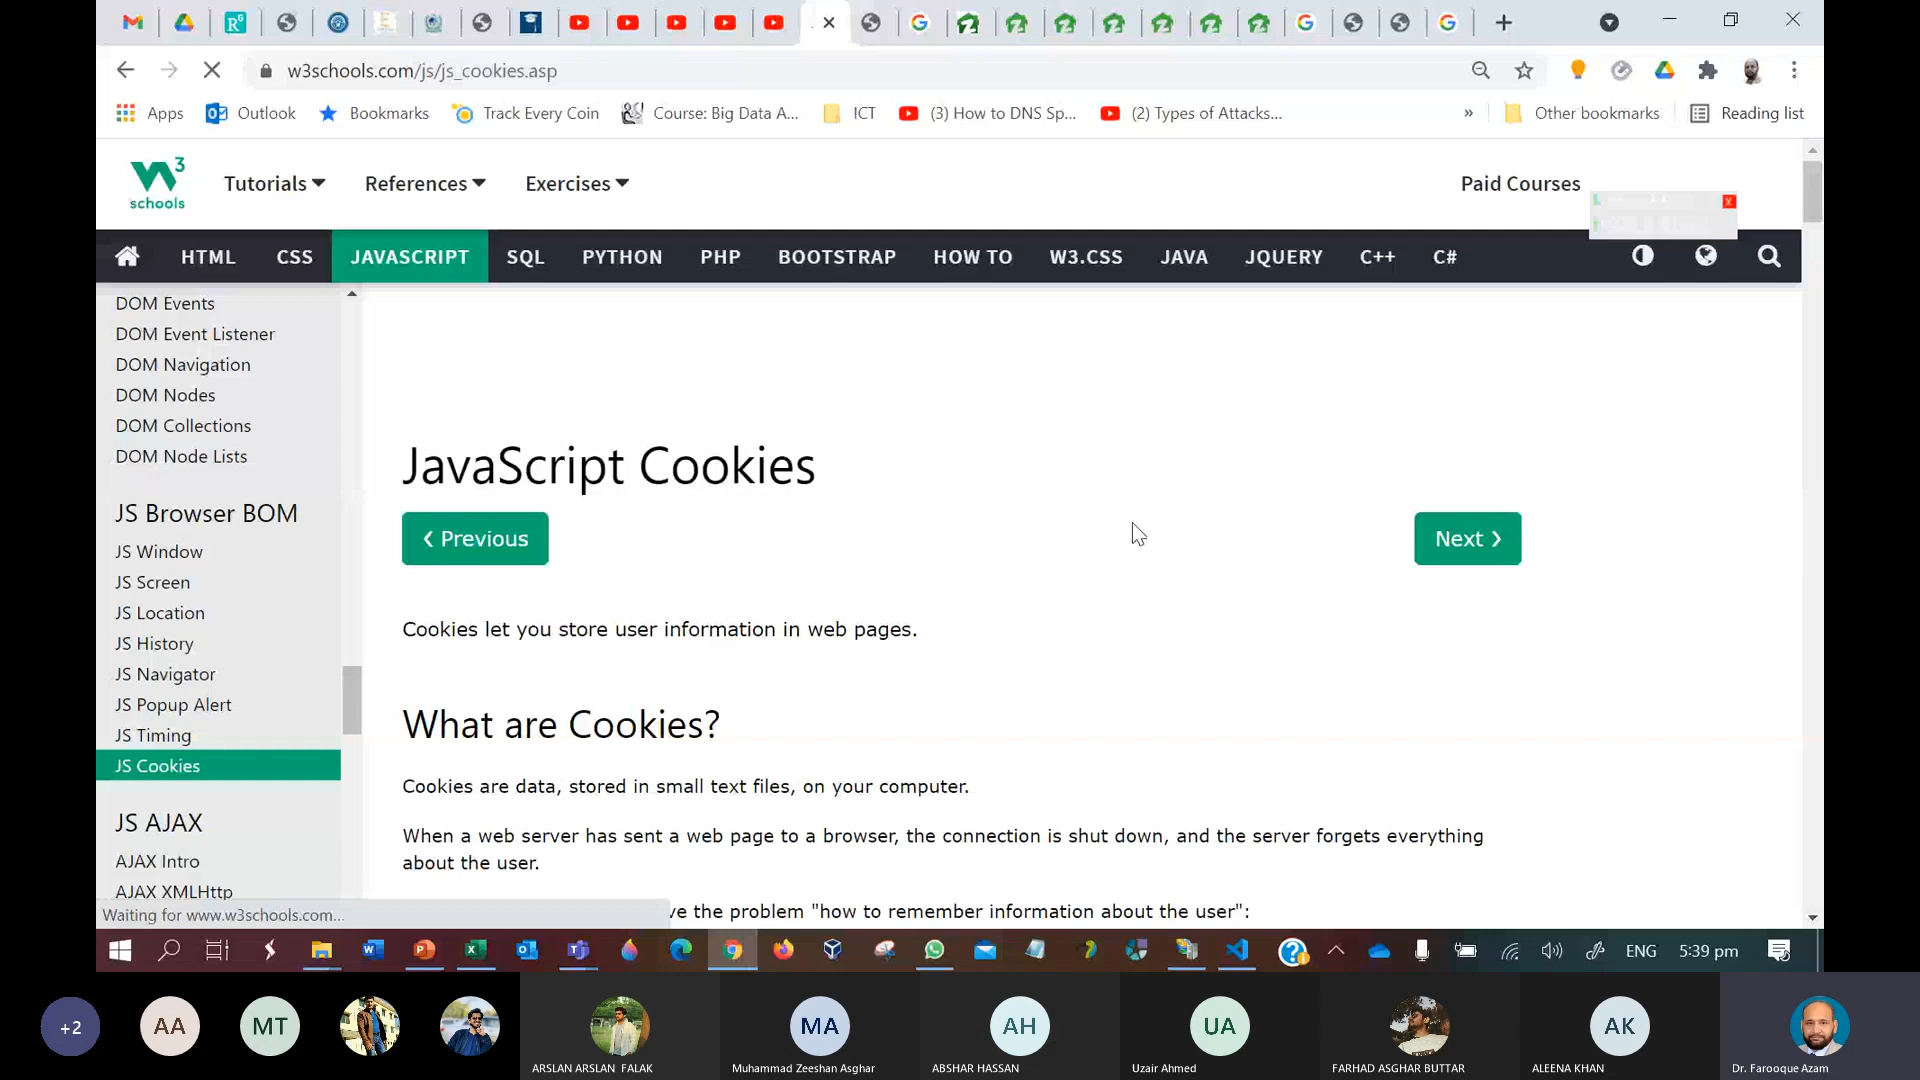 w3schools.com/js/js_cookies.asp
Apps
Outlook
Bookmarks
Track Every Coin
Course: Big Data A...
ICT
(3) How to DNS Sp...
(2) Types of Attacks...
»
Other bookmarks
Reading list
W3
schools
Tutorials
References
Exercises
Paid Courses
HTML
CSS
JAVASCRIPT
SQL
PYTHON
PHP
BOOTSTRAP
HOW TO
W3.CSS
JAVA
JQUERY
C++
C#
DOM Events
DOM Event Listener
DOM Navigation
DOM Nodes
DOM Collections
DOM Node Lists
JS Browser BOM
JS Window
JS Screen
JS Location
JS History
JS Navigator
JS Popup Alert
JS Timing
JS Cookies
JS AJAX
AJAX Intro
AJAX XMLHttp
JavaScript Cookies
❮ Previous
Next ❯
Cookies let you store user information in web pages.
What are Cookies?
Cookies are data, stored in small text files, on your computer.
When a web server has sent a web page to a browser, the connection is shut down, and the server forgets everything
about the user.
ve the problem "how to remember information about the user":
Waiting for www.w3schools.com...
ENG
5:39 pm
+2
AA
MT
ARSLAN ARSLAN FALAK
MA
Muhammad Zeeshan Asghar
AH
ABSHAR HASSAN
UA
Uzair Ahmed
FARHAD ASGHAR BUTTAR
AK
ALEENA KHAN
Dr. Farooque Azam